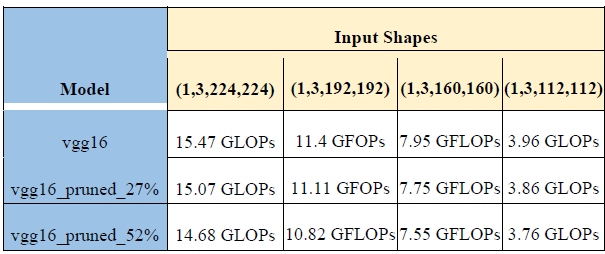 Input Shapes
Model (1,3,224,224) (1,3,192,192) (1,3,160,160) (1,3,112,112)
vgg16 15.47 GLOPs 11.4 GFOPs 7.95 GFLOPs 3.96 GLOPs
vgg16_pruned_27% 15.07 GLOPs 11.11 GFOPs 7.75 GFLOPs 3.86 GLOPs
vgg16_pruned_52% 14.68 GLOPs 10.82 GFLOPs 7.55 GFLOPs 3.76 GLOPs